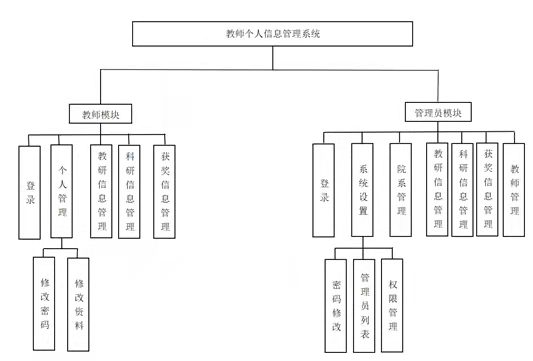 教师个人信息管理系统
教师模块
管理员模块
登录
个人管理
教研信息管理
科研信息管理
获奖信息管理
登录
系统设置
院系管理
教研信息管理
科研信息管理
获奖信息管理
教师管理
修改密码
修改资料
密码修改
管理员列表
权限管理